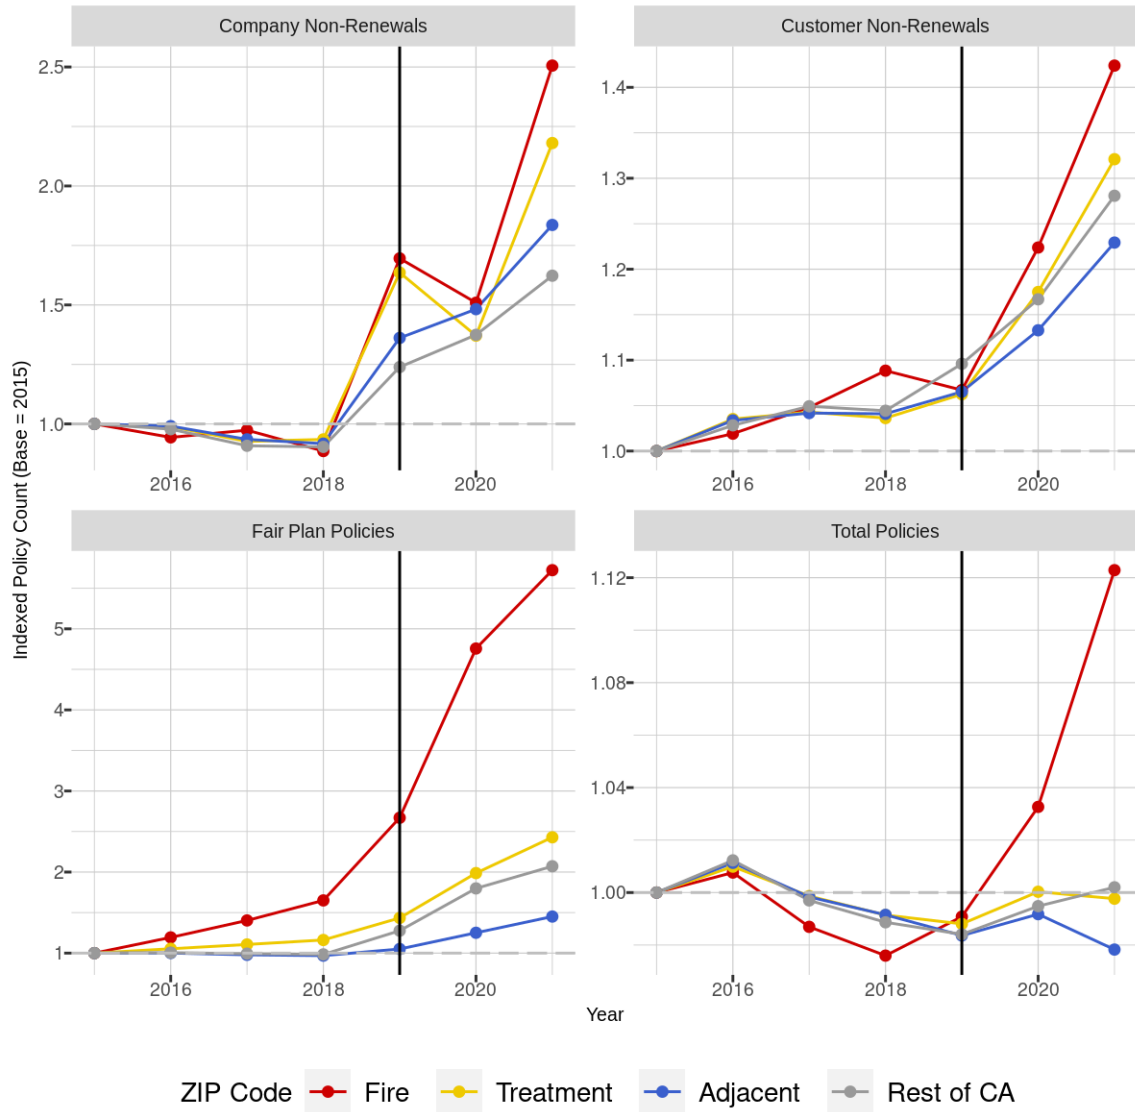 Company Non-Renewals
Customer Non-Renewals
2.5
2.0
1.5
1.0
1.4
1.3
1.2
1.1
1.0
2016 2018 2020
2016 2018 2020
Indexed Policy Count (Base = 2015)
Fair Plan Policies
Total Policies
5
4
3
2
1
1.12
1.08
1.04
1.00
2016 2018 2020
2016 2018 2020
Year
ZIP Code Fire Treatment Adjacent Rest of CA